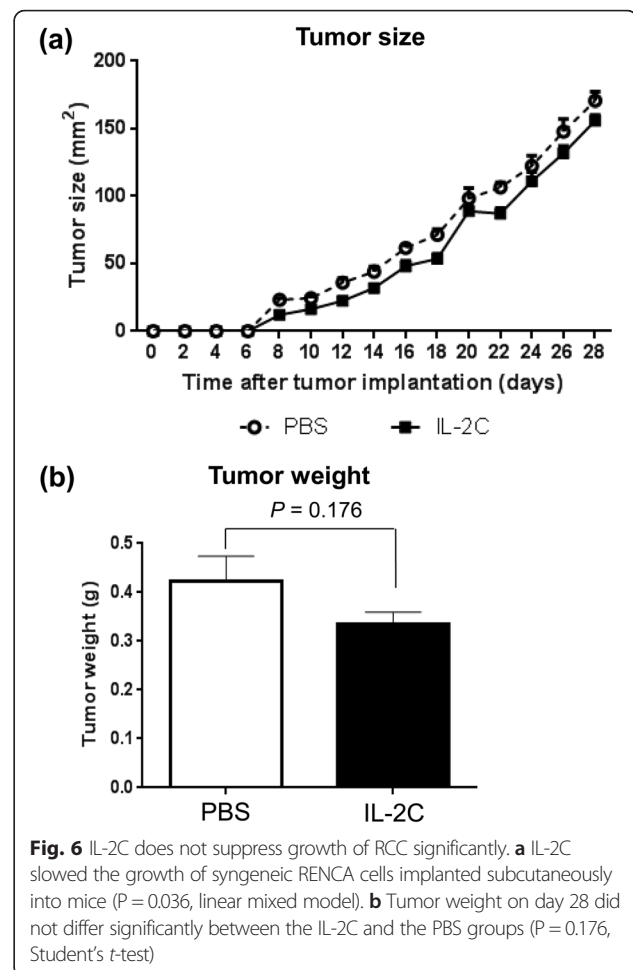 (a) Tumor size
Tumor size (mm²)
200
150
100
50
0
0 2 4 6 8 10 12 14 16 18 20 22 24 26 28
Time after tumor implantation (days)
PBS IL-2C
(b) Tumor weight
P = 0.176
Tumor weight (g)
0.5
0.4
0.3
0.2
0.1
0.0
PBS IL-2C
Fig. 6 IL-2C does not suppress growth of RCC significantly. a IL-2C
slowed the growth of syngeneic RENCA cells implanted subcutaneously
into mice (P = 0.036, linear mixed model). b Tumor weight on day 28 did
not differ significantly between the IL-2C and the PBS groups (P = 0.176,
Student's t-test)